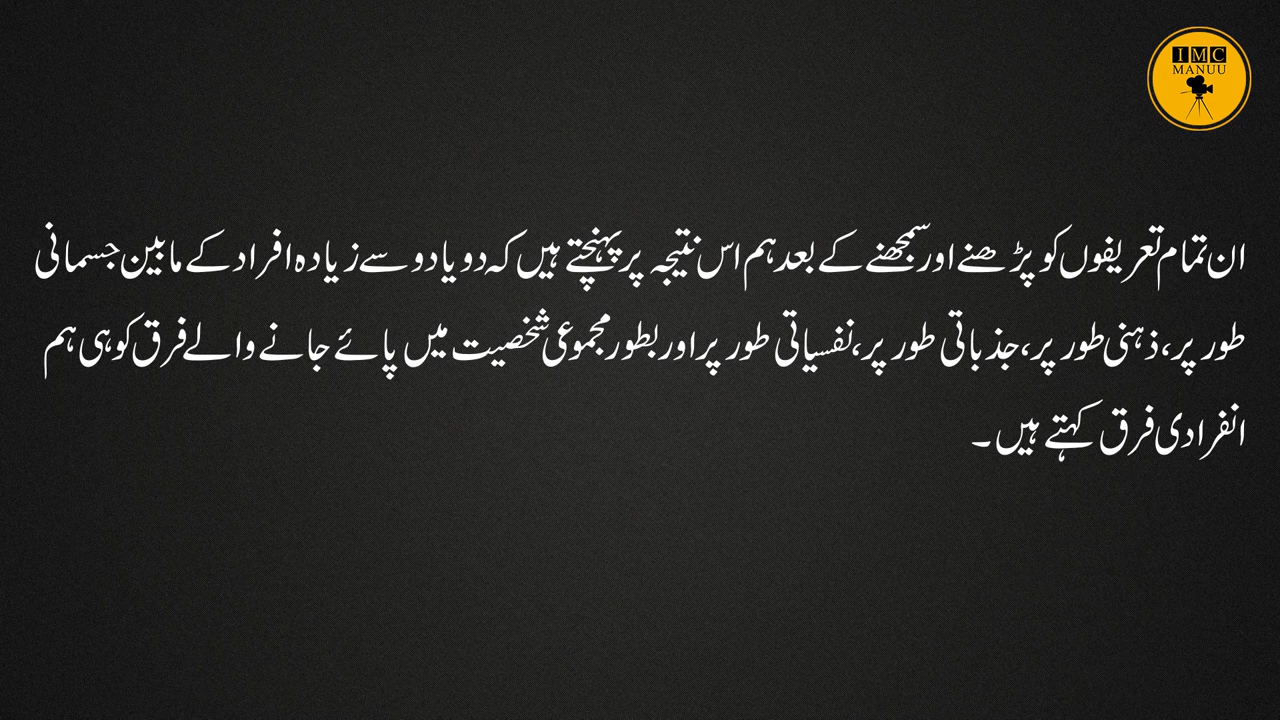 IMC
MANUU
ان تمام تعریفوں کو پڑھنے اور سمجھنے کے بعد ہم اس نتیجہ پر پہنچتے ہیں کہ دو یا دو سے زیادہ افراد کے مابین جسمانی
طور پر، ذہنی طور پر، جذباتی طور پر، نفسیاتی طور پر اور بطور مجموعی شخصیت میں پائے جانے والے فرق کو ہی ہم
انفرادی فرق کہتے ہیں۔